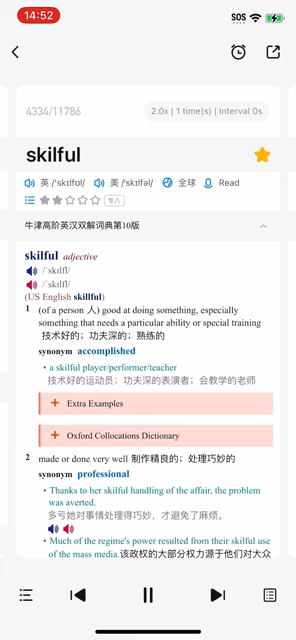 14:52
SOS
4334/11786
2.0x | 1 time(s) | Interval 0s
skilful
英 /ˈskɪlfʊl/ 美 /ˈskɪlfəl/ 全球 Read
专八
牛津高阶英汉双解词典第10版
skilful adjective
/ˈskɪlfl/
/ˈskɪlfl/
(US English skillful)
1 (of a person 人) good at doing something, especially
something that needs a particular ability or special training
技术好的；功夫深的；熟练的
synonym accomplished
• a skilful player/performer/teacher
技术好的运动员；功夫深的表演者；会教学的老师
+ Extra Examples
+ Oxford Collocations Dictionary
2 made or done very well 制作精良的；处理巧妙的
synonym professional
• Thanks to her skilful handling of the affair, the problem
was averted.
多亏她对事情处理得巧妙，才避免了麻烦。
• Much of the regime's power resulted from their skilful use
of the mass media.该政权的大部分权力源于他们对大众